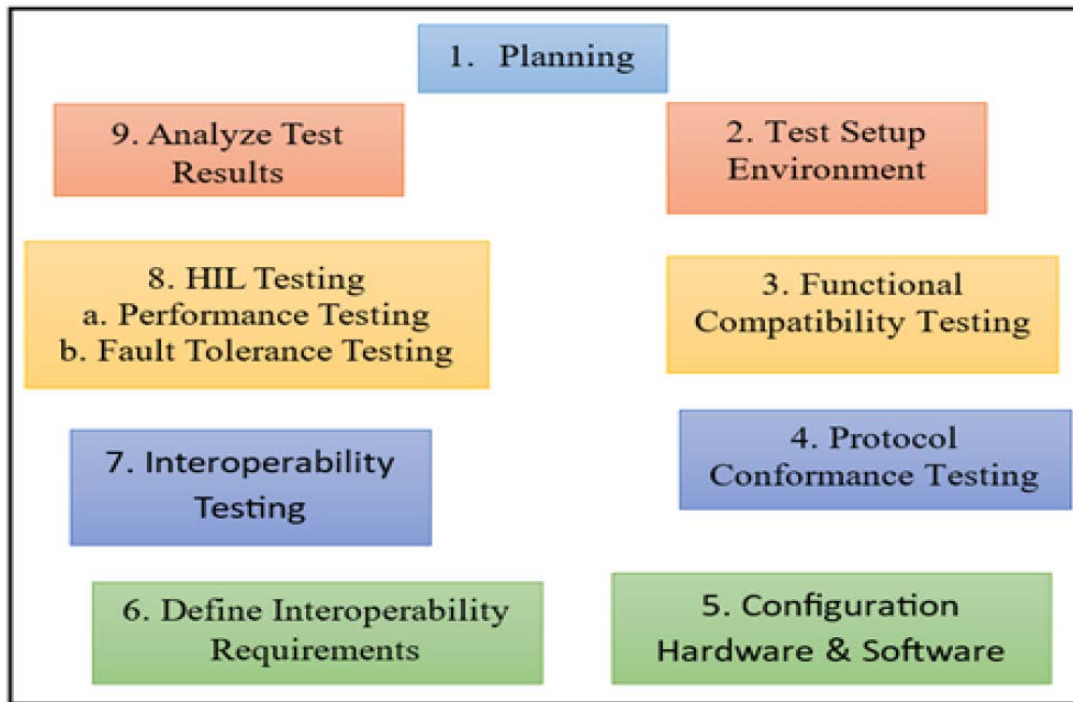 1. Planning
9. Analyze Test
Results
2. Test Setup
Environment
8. HIL Testing
a. Performance Testing
b. Fault Tolerance Testing
3. Functional
Compatibility Testing
7. Interoperability
Testing
4. Protocol
Conformance Testing
6. Define Interoperability
Requirements
5. Configuration
Hardware & Software